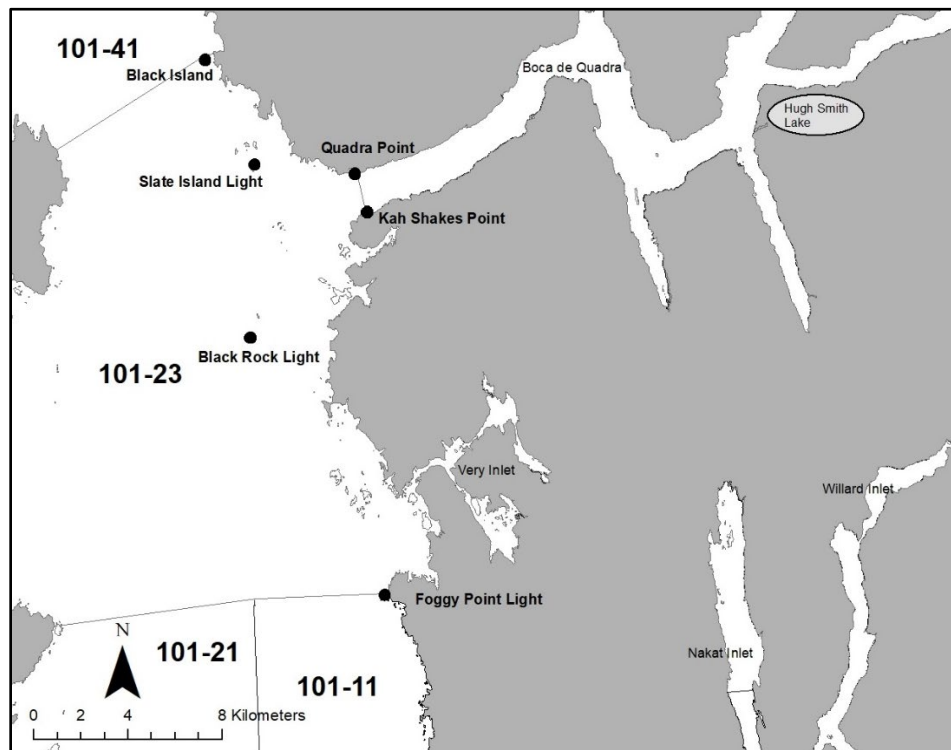 101-41
Black Island
Boca de Quadra
Hugh Smith
Lake
Quadra Point
Slate Island Light
Kah Shakes Point
Black Rock Light
101-23
Very Inlet
Willard Inlet
Foggy Point Light
N
101-21
Nakat Inlet
101-11
0 2 4 8 Kilometers